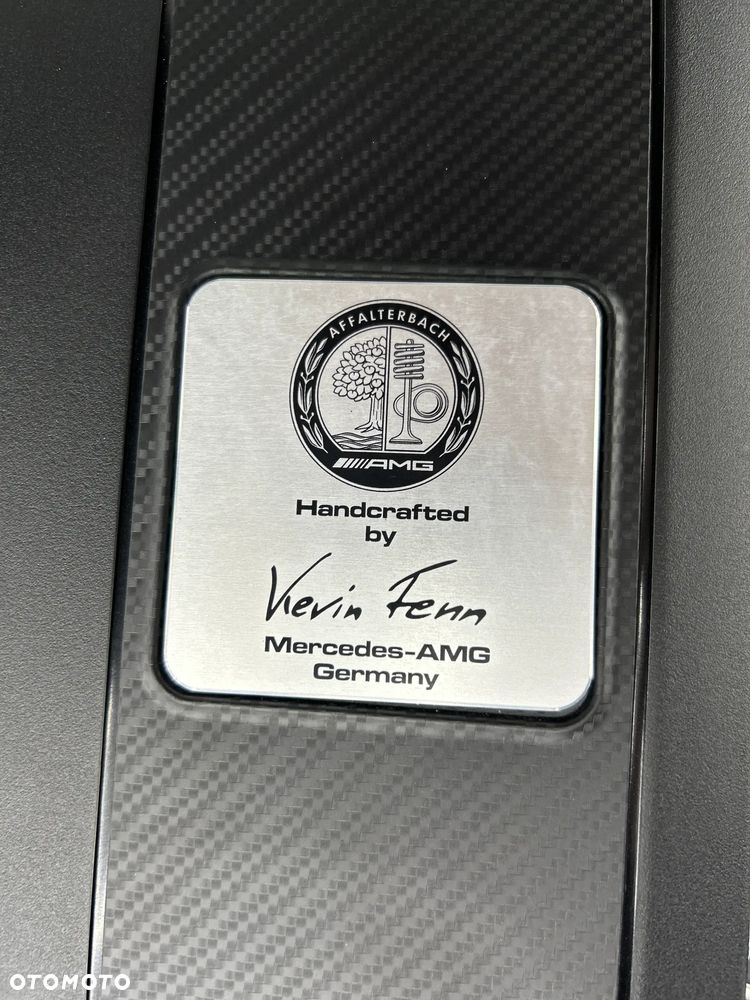 AFFALTERBACH
AMG
Handcrafted
by
Kevin Fenn
Mercedes-AMG
Germany
OTOMOTO